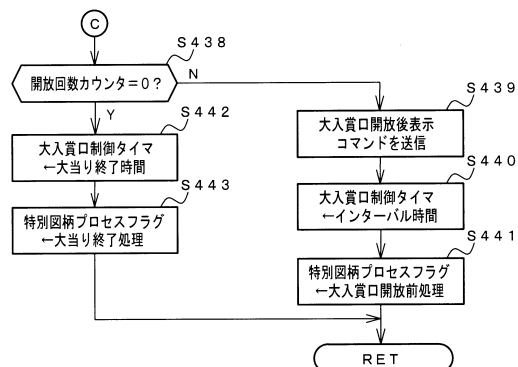 C
S438
開放回数カウンタ＝0？
N
Y
S442
大入賞口制御タイマ
←大当り終了時間
S443
特別図柄プロセスフラグ
←大当り終了処理
S439
大入賞口開放後表示
コマンドを送信
S440
大入賞口制御タイマ
←インターバル時間
S441
特別図柄プロセスフラグ
←大入賞口開放前処理
RET